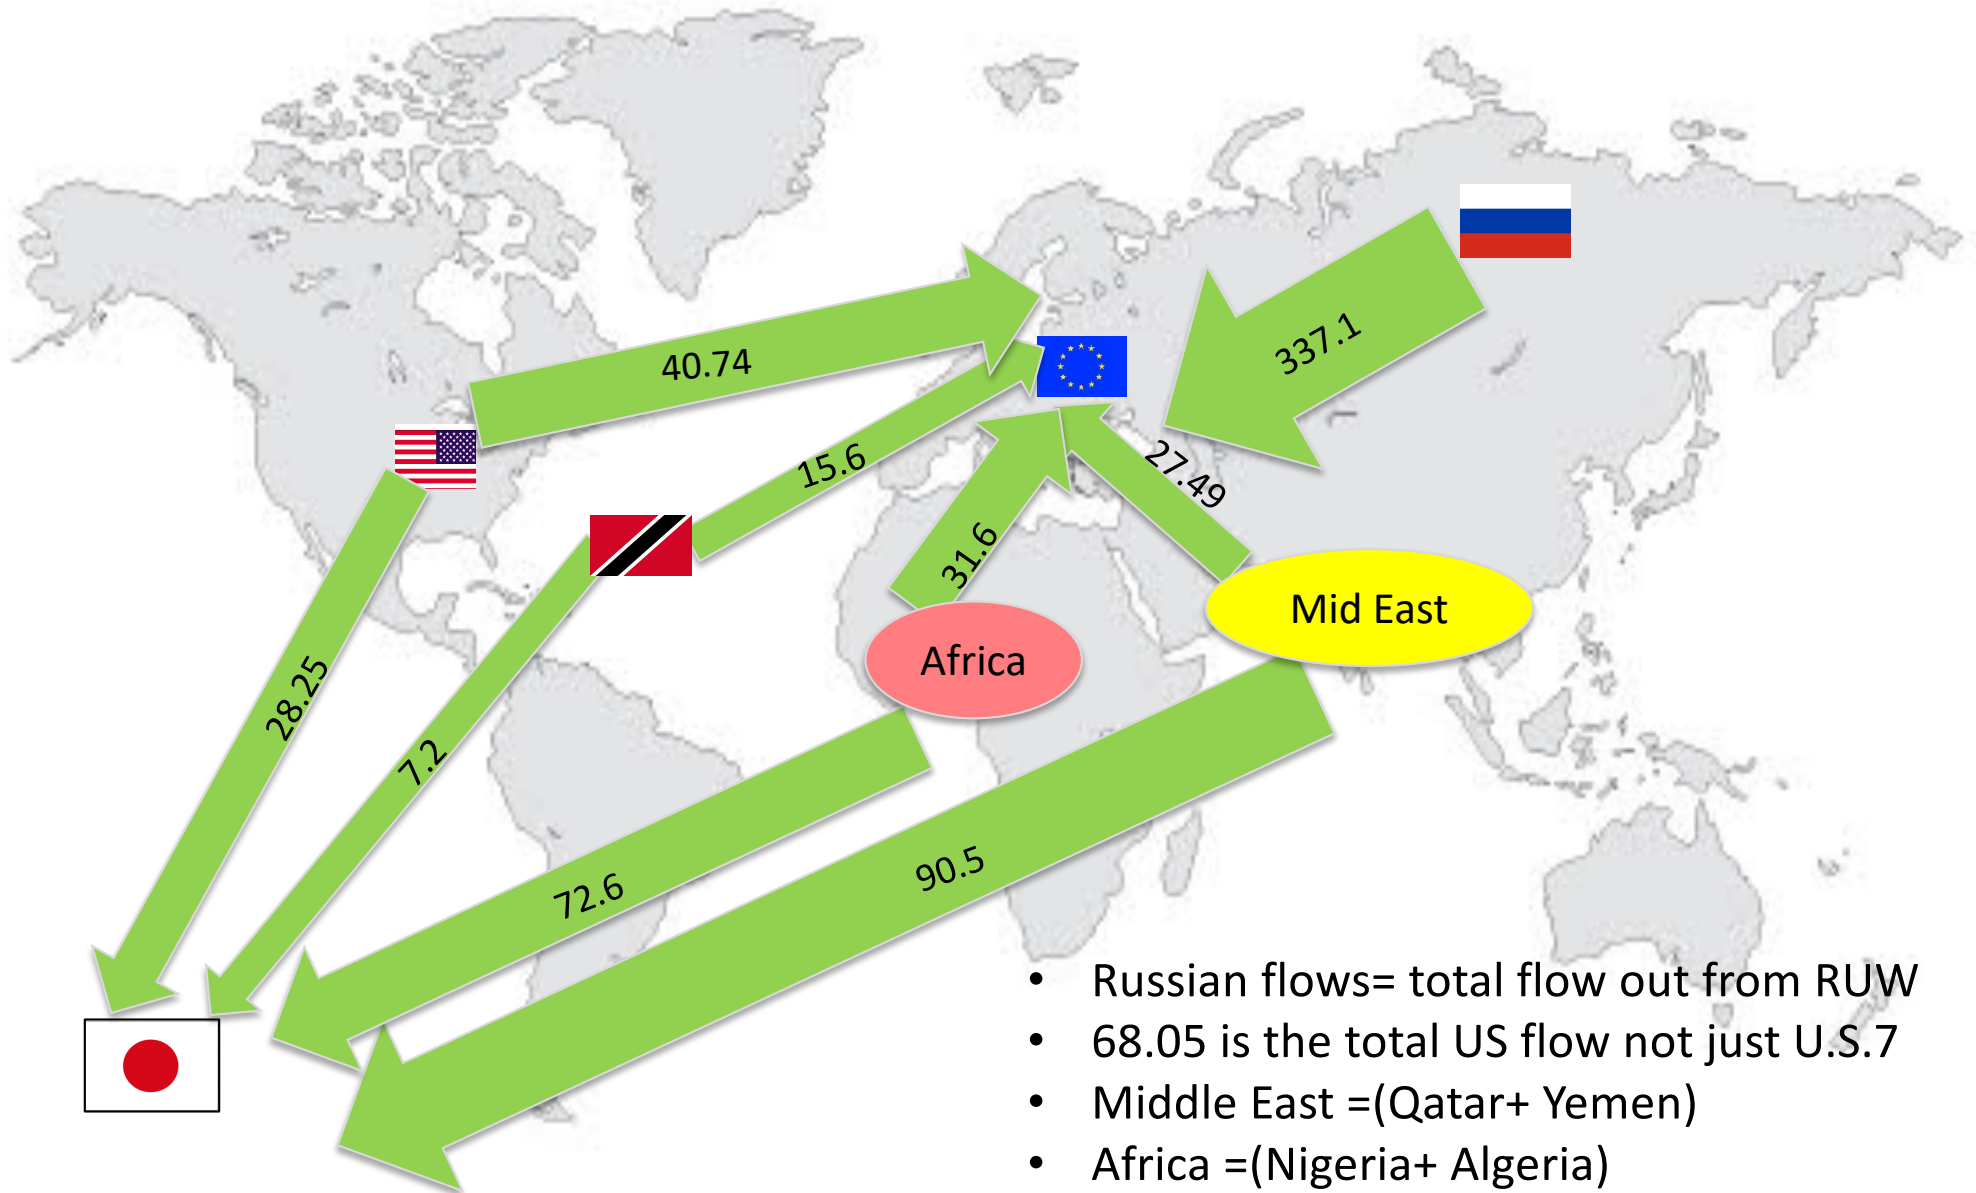 337.1
40.74
15.6
27.49
31.6
Mid East
Africa
28.25
7.2
72.6
90.5
• Russian flows= total flow out from RUW
• 68.05 is the total US flow not just U.S.7
• Middle East =(Qatar+ Yemen)
• Africa =(Nigeria+ Algeria)